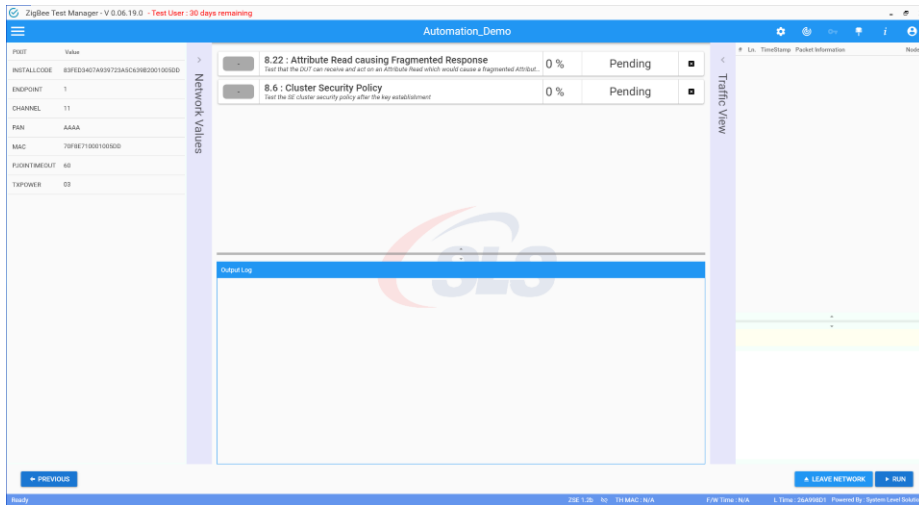 ZigBee Test Manager - V 0.06.19.0 - Test User : 30 days remaining
Automation_Demo
PIXIT Value
INSTALLCODE 83FED3407A939723A5C639B2001005DD
ENDPOINT 1
CHANNEL 11
PAN AAAA
MAC 70F8E710001005DD
PJOINTIMEOUT 60
TXPOWER D3
Network Values
8.22 : Attribute Read causing Fragmented Response
Test that the DUT can receive and act on an Attribute Read which would cause a fragmented Attribut...
0 % Pending
8.6 : Cluster Security Policy
Test the SE cluster security policy after the key establishment
0 % Pending
Output Log
SLS
Traffic View
# Ln. TimeStamp Packet Information Node
PREVIOUS
LEAVE NETWORK RUN
Ready ZSE 1.2b TH MAC : N/A F/W Time : N/A L.Time : 26A998D1 Powered By : System Level Solutio